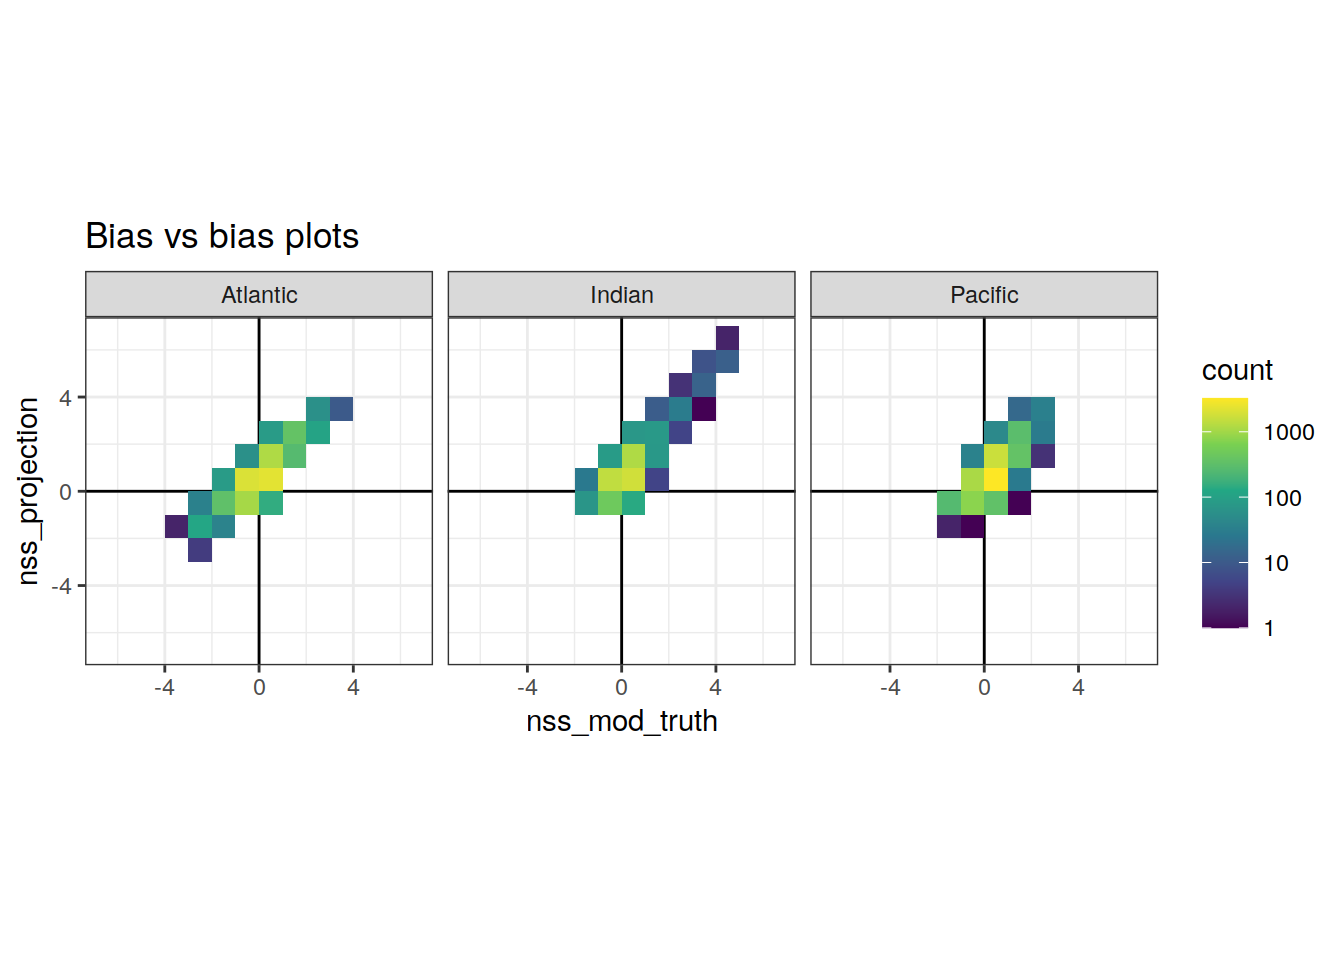 Bias vs bias plots
Atlantic
Indian
Pacific
nss_projection
4
0
-4
-4
0
4
-4
0
4
-4
0
4
nss_mod_truth
count
1000
100
10
1